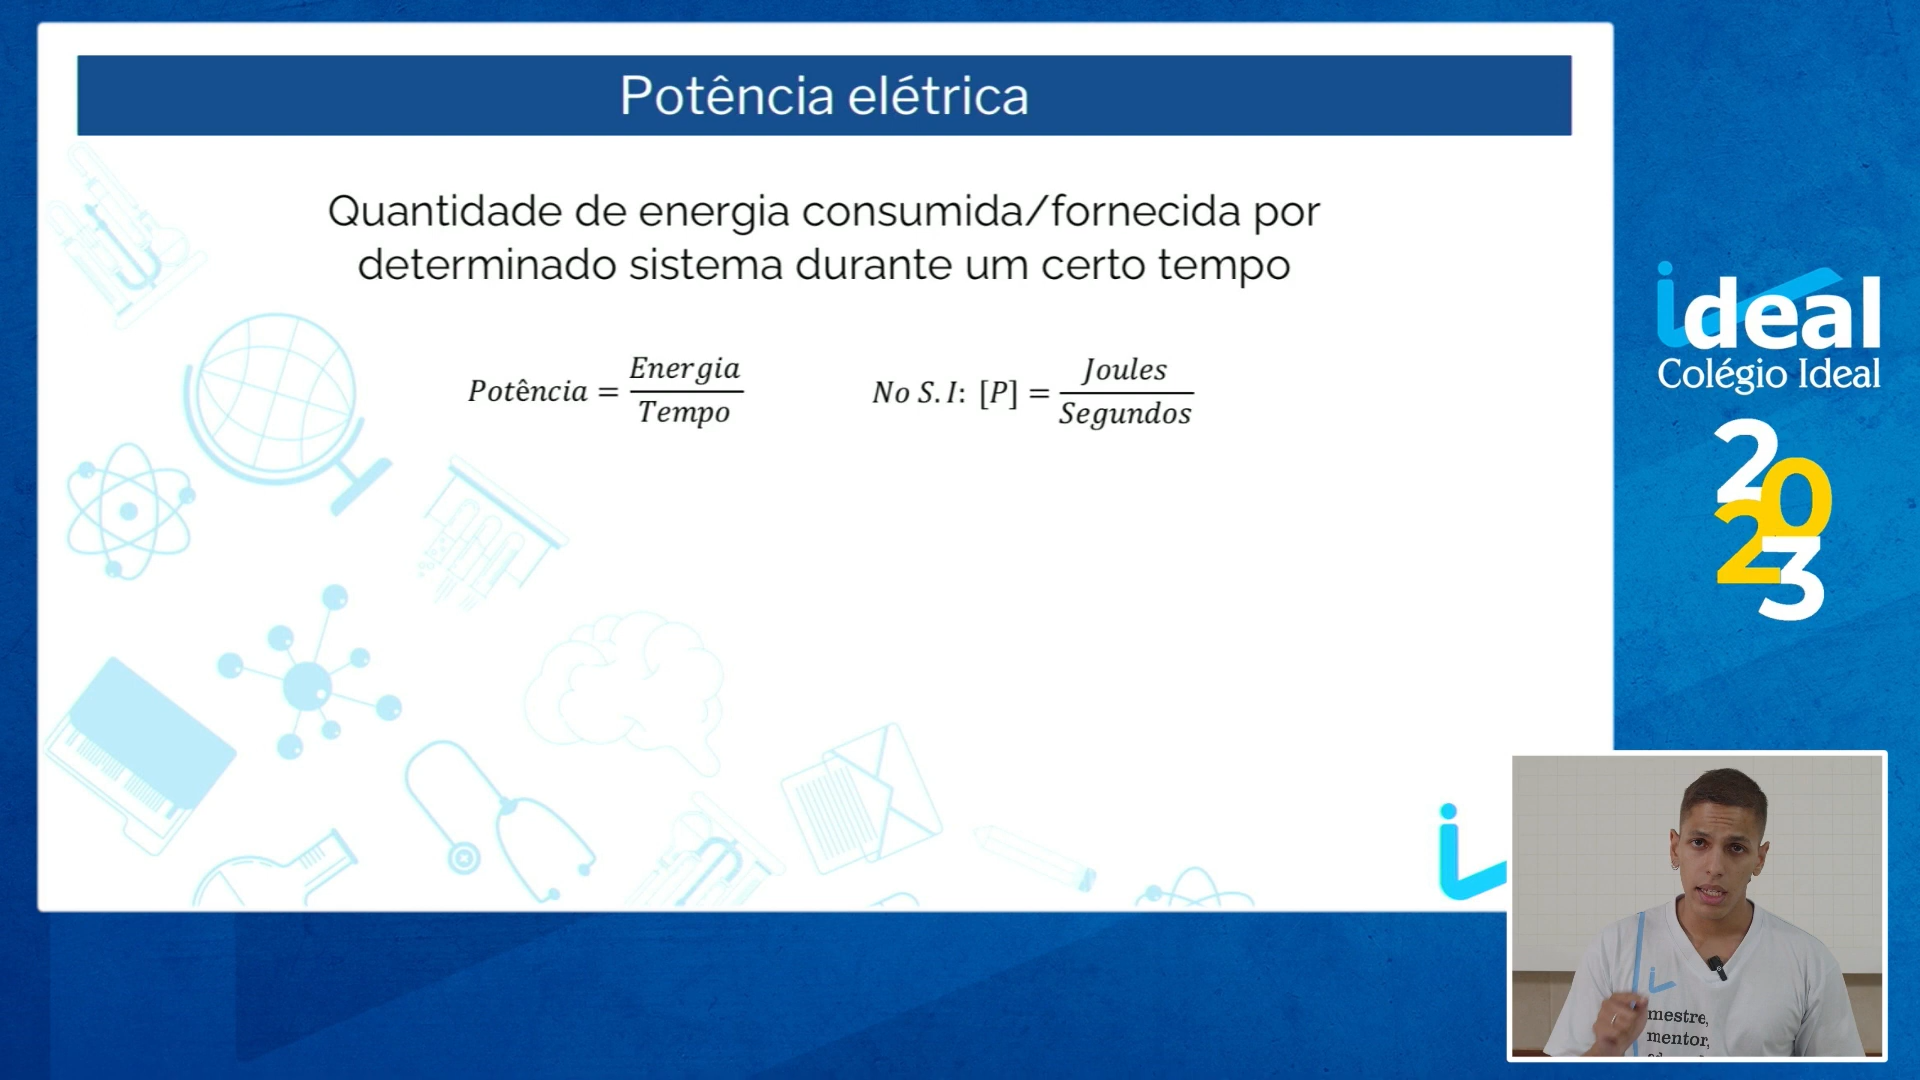 Potência elétrica
Quantidade de energia consumida/fornecida por
determinado sistema durante um certo tempo
Potência = Energia / Tempo
No S.I: [P] = Joules / Segundos
ideal
Colégio Ideal
2023
mestre,
mentor,